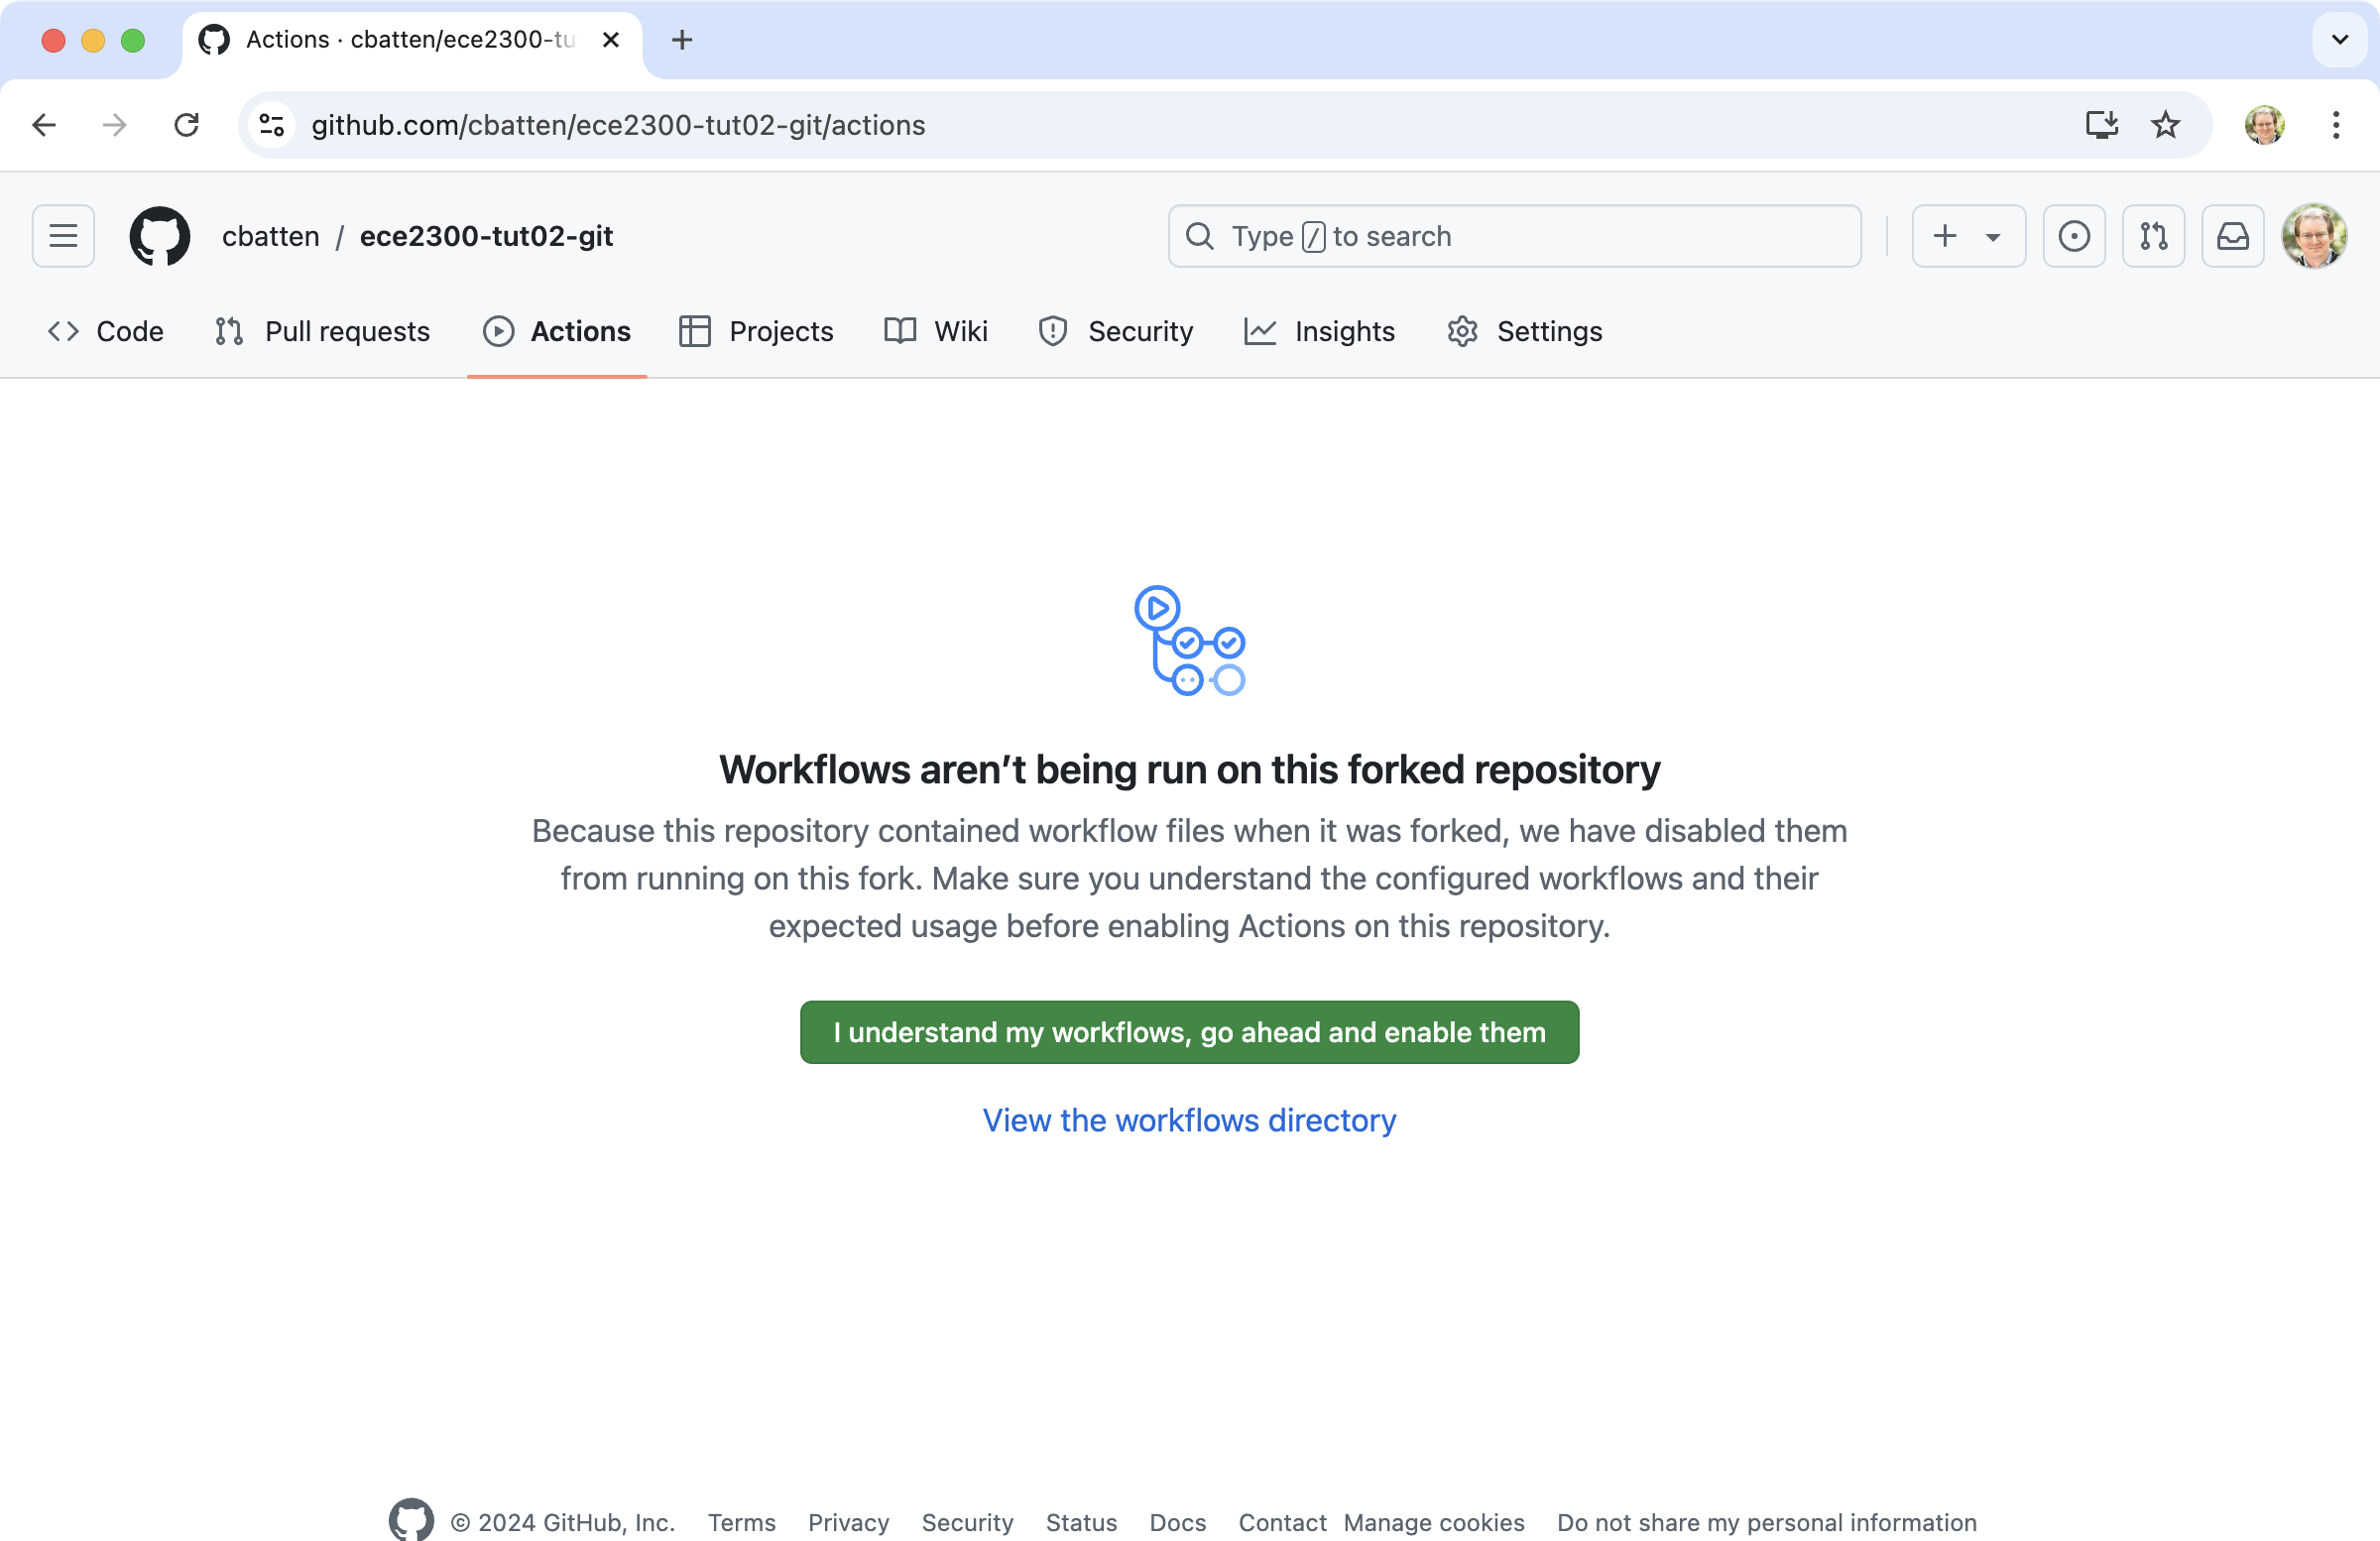 Actions · cbatten/ece2300-tu
github.com/cbatten/ece2300-tut02-git/actions
cbatten / ece2300-tut02-git
Type / to search
Code Pull requests Actions Projects Wiki Security Insights Settings
Workflows aren’t being run on this forked repository
Because this repository contained workflow files when it was forked, we have disabled them
from running on this fork. Make sure you understand the configured workflows and their
expected usage before enabling Actions on this repository.
I understand my workflows, go ahead and enable them
View the workflows directory
© 2024 GitHub, Inc. Terms Privacy Security Status Docs Contact Manage cookies Do not share my personal information